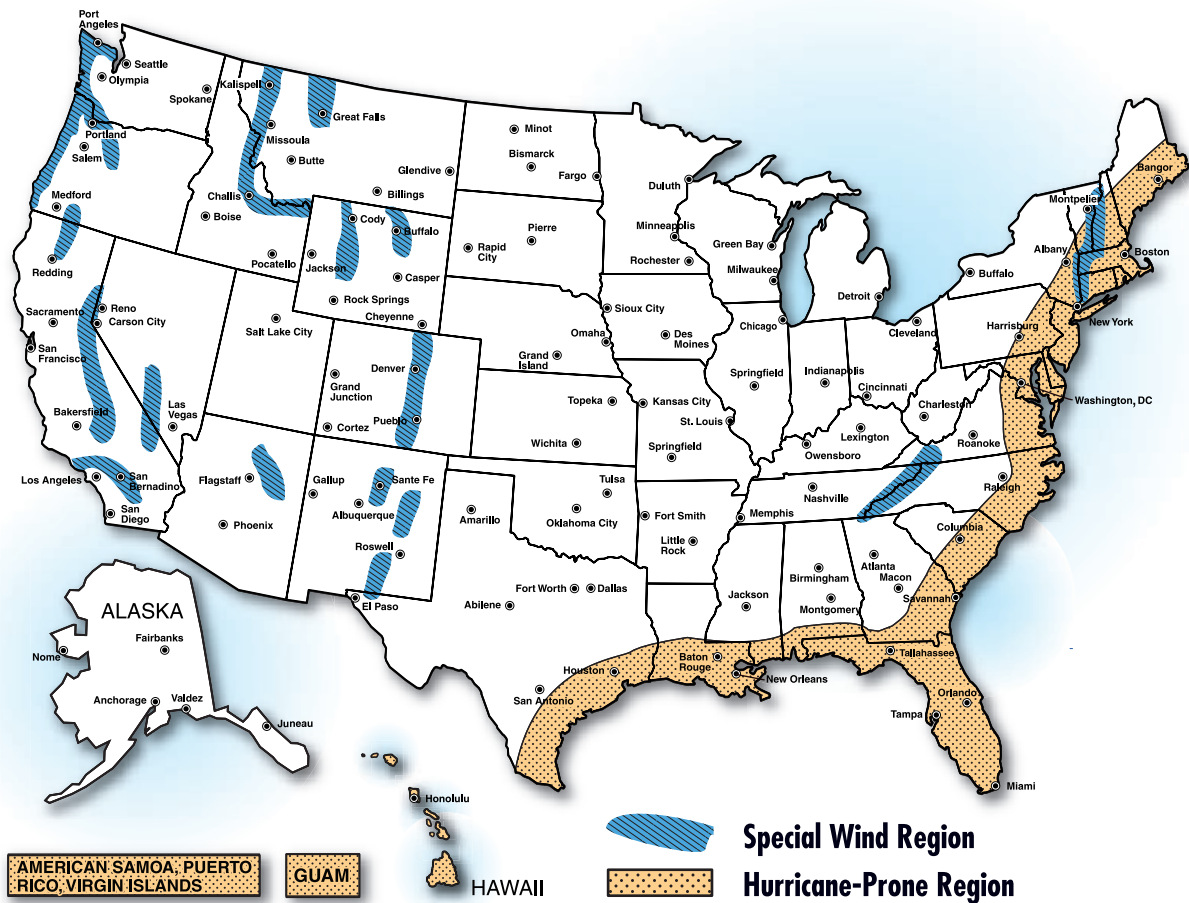 Port
Angeles
Seattle
Olympia
Spokane
Kalispell
Great Falls
Missoula
Portland
Salem
Butte
Glendive
Billings
Minot
Bismarck
Fargo
Duluth
Bangor
Medford
Challis
Boise
Cody
Buffalo
Pierre
Rapid
City
Minneapolis
Rochester
Green Bay
Milwaukee
Montpelier
Albany
Boston
Buffalo
Redding
Pocatello
Jackson
Casper
Rock Springs
Cheyenne
Sioux City
Detroit
Reno
Sacramento
Carson City
Salt Lake City
Omaha
Des
Moines
Chicago
Cleveland
Harrisburg
New York
San
Francisco
Grand
Island
Denver
Grand
Junction
Springfield
Indianapolis
Cincinnati
Charleston
Washington, DC
Bakersfield
Las
Vegas
Pueblo
Cortez
Topeka
Kansas City
St. Louis
Lexington
Roanoke
Wichita
Springfield
Owensboro
Los Angeles
San
Bernadino
Flagstaff
Gallup
Sante Fe
Tulsa
Nashville
Raleigh
San
Diego
Phoenix
Albuquerque
Amarillo
Oklahoma City
Fort Smith
Memphis
Columbia
Roswell
Little
Rock
Atlanta
Birmingham
Macon
El Paso
Fort Worth
Dallas
Abilene
Jackson
Montgomery
Savannah
ALASKA
Fairbanks
Nome
Tallahassee
Baton
Rouge
Houston
New Orleans
San Antonio
Orlando
Anchorage
Valdez
Juneau
Tampa
Miami
Honolulu
HAWAII
AMERICAN SAMOA, PUERTO
RICO, VIRGIN ISLANDS
GUAM
Special Wind Region
Hurricane-Prone Region